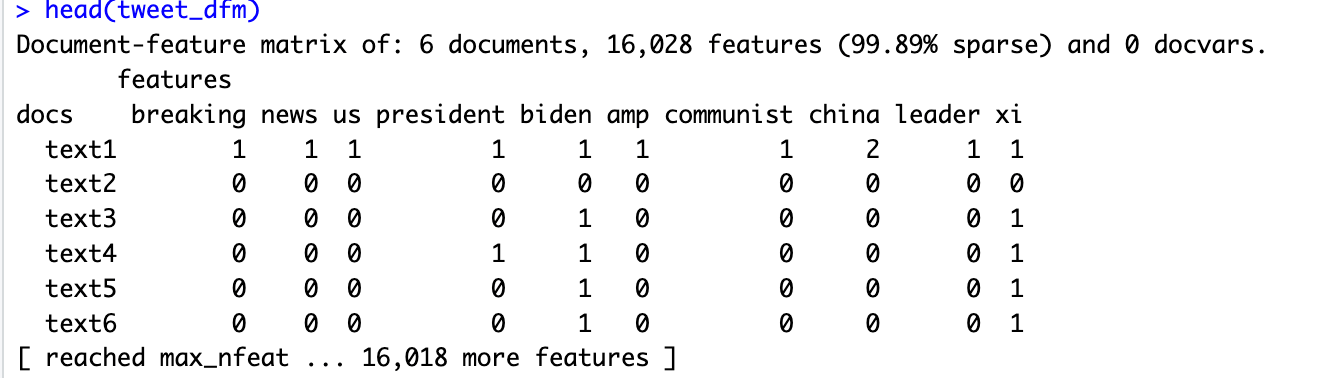 > head(tweet_dfm)
Document-feature matrix of: 6 documents, 16,028 features (99.89% sparse) and 0 docvars.
       features
docs    breaking news us president biden amp communist china leader xi
  text1        1    1  1         1     1   1         1     2      1  1
  text2        0    0  0         0     0   0         0     0      0  0
  text3        0    0  0         0     1   0         0     0      0  1
  text4        0    0  0         1     1   0         0     0      0  1
  text5        0    0  0         0     1   0         0     0      0  1
  text6        0    0  0         0     1   0         0     0      0  1
[ reached max_nfeat ... 16,018 more features ]